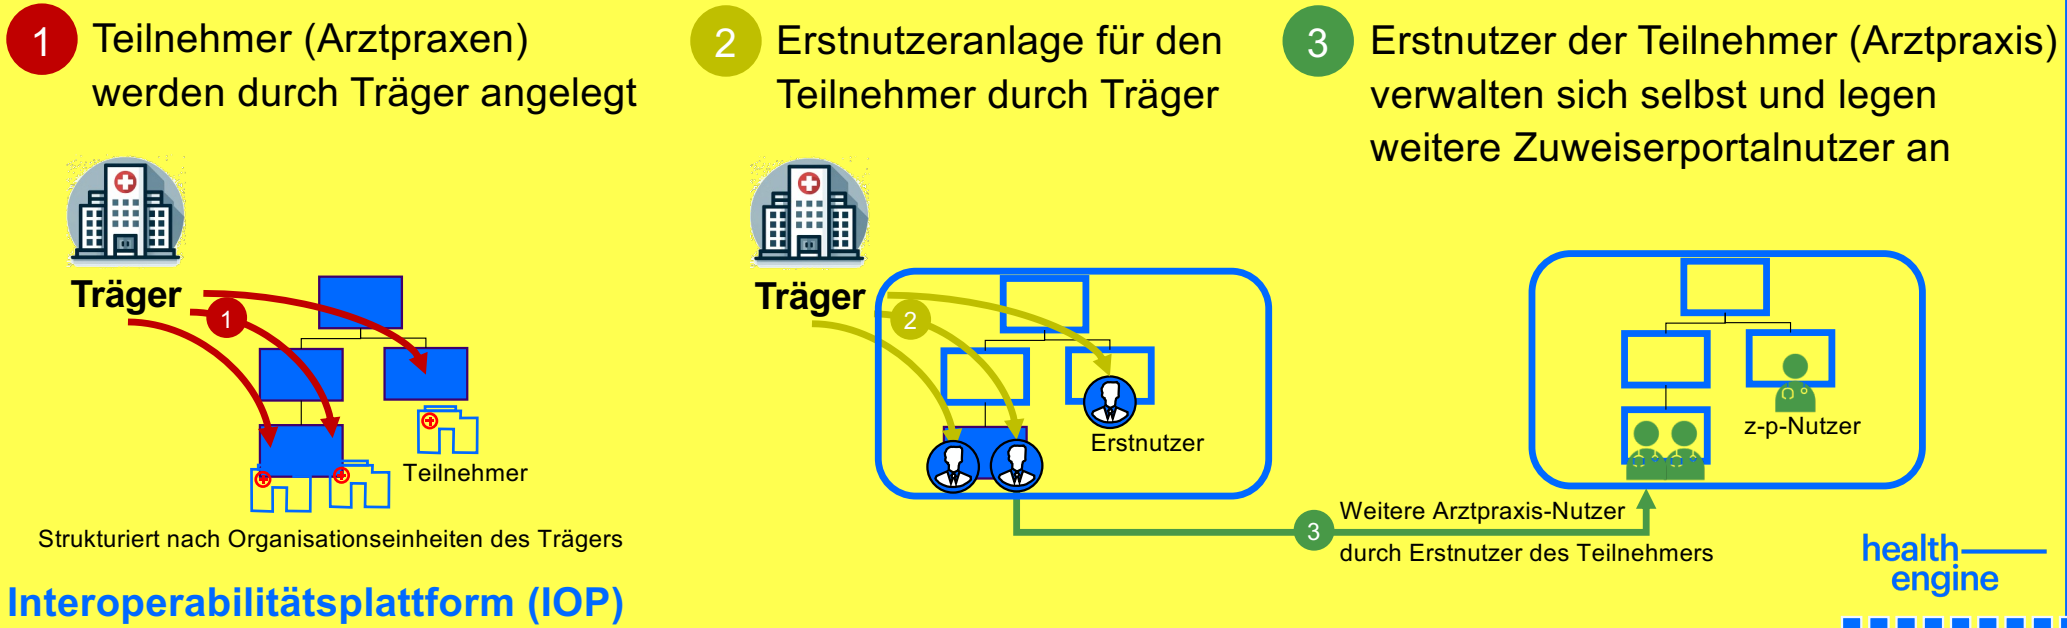 1
Teilnehmer (Arztpraxen)
werden durch Träger angelegt
Träger
1
Teilnehmer
Strukturiert nach Organisationseinheiten des Trägers
2
Erstnutzeranlage für den
Teilnehmer durch Träger
Träger
2
Erstnutzer
3
Erstnutzer der Teilnehmer (Arztpraxis)
verwalten sich selbst und legen
weitere Zuweiserportalnutzer an
z-p-Nutzer
3
Weitere Arztpraxis-Nutzer
durch Erstnutzer des Teilnehmers
Interoperabilitätsplattform (IOP)
health
engine